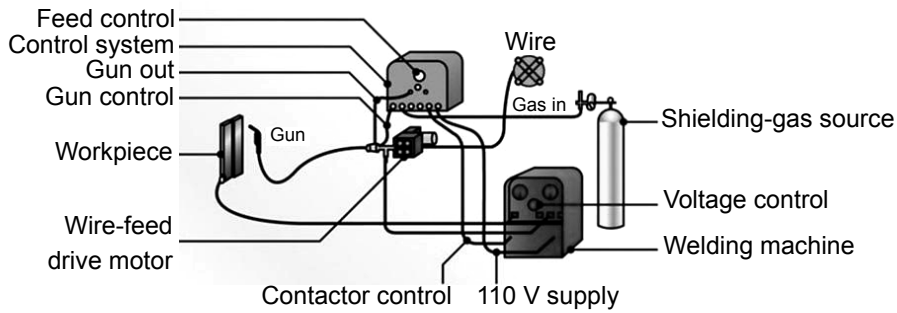 Feed control
Control system
Gun out
Gun control
Workpiece
Gun
Wire-feed
drive motor
Wire
Gas in
Shielding-gas source
Voltage control
Welding machine
Contactor control
110 V supply